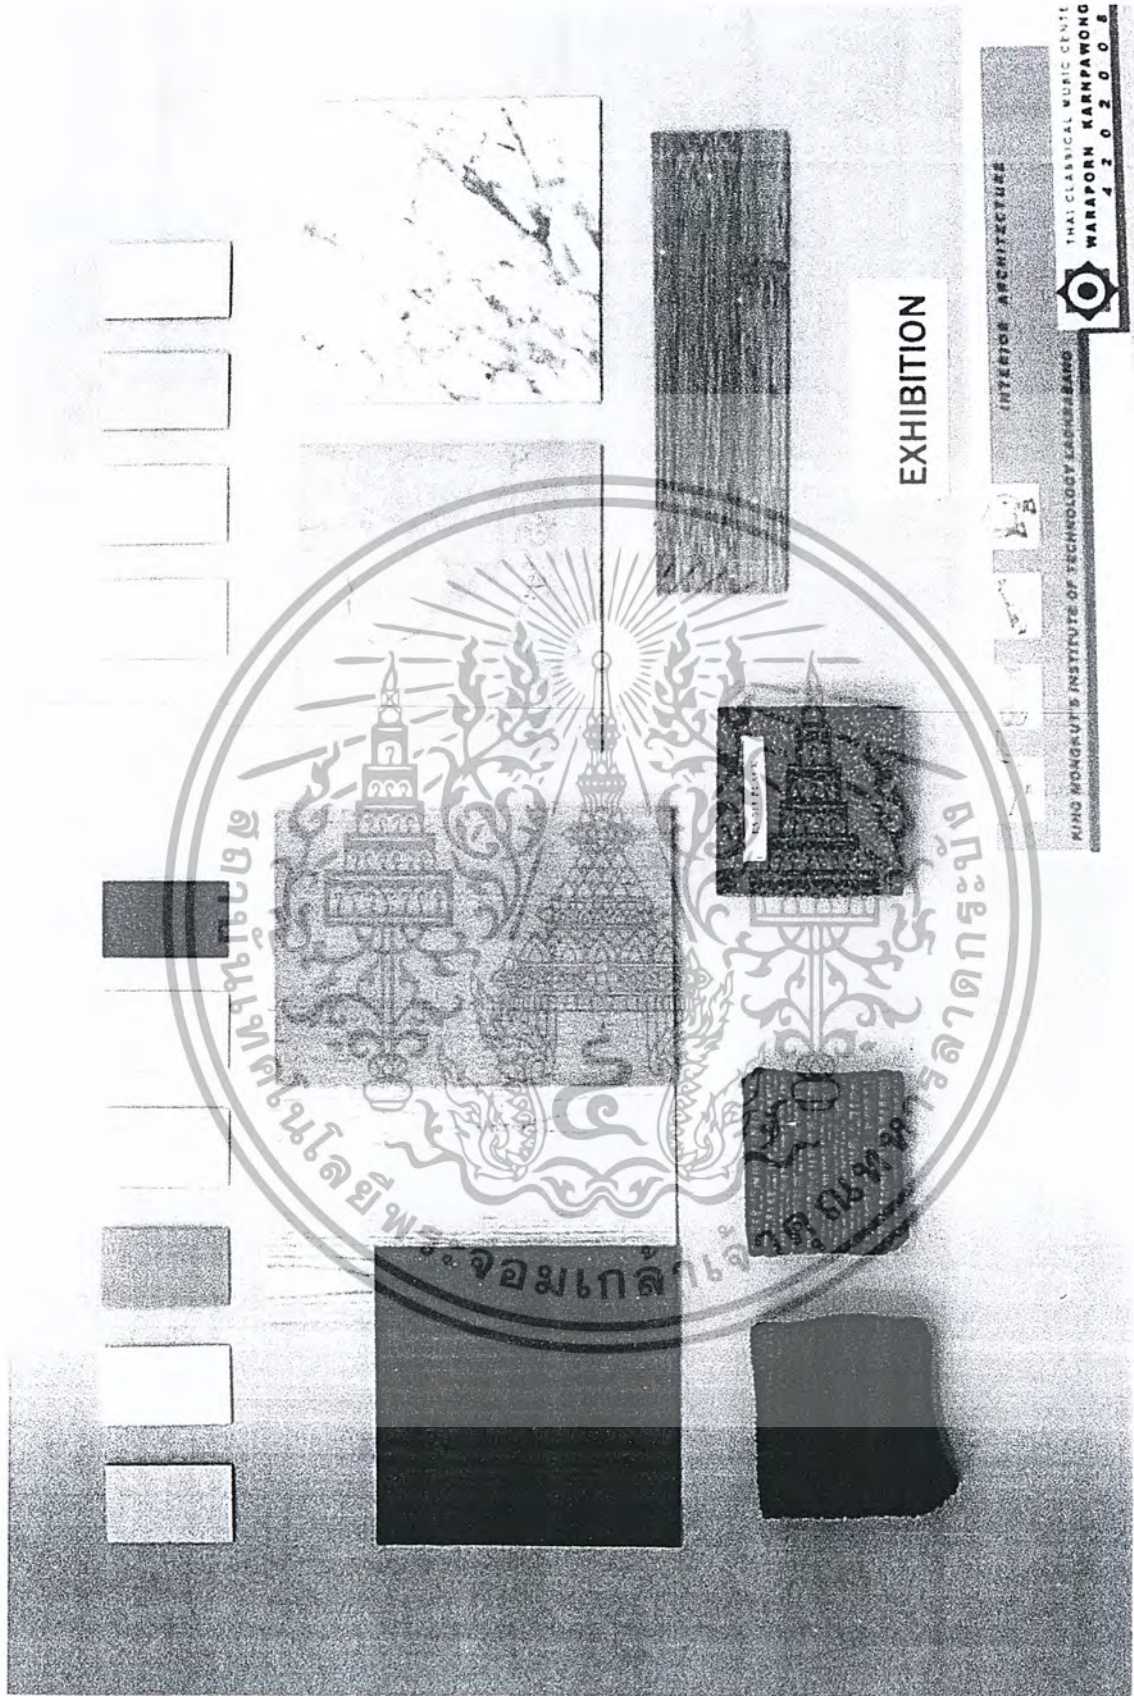 EXHIBITION
INTERIOR ARCHITECTURE
KING MONGKUT'S INSTITUTE OF TECHNOLOGY LADKRABANG
THAI CLASSICAL MUSIC CENTE
WARAPORN KARNPAWONG
4 2 0 2 0 0 8
สถาบันเทคโนโลยีพระจอมเกล้าเจ้าคุณทหารลาดกระบัง